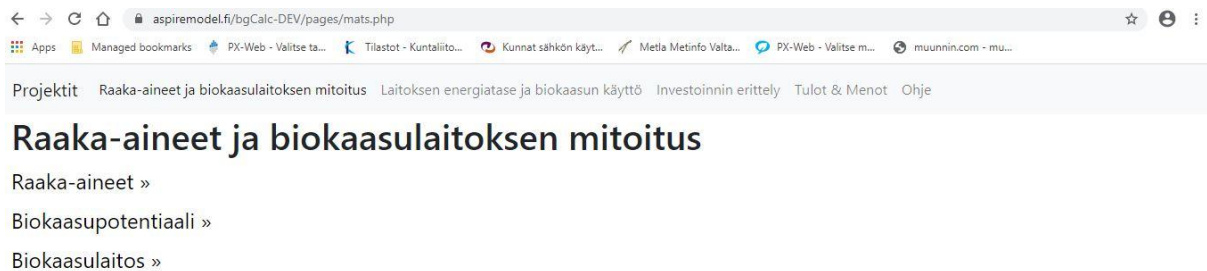 aspiremodel.fi/bgCalc-DEV/pages/mats.php
Apps Managed bookmarks PX-Web - Valitse ta... Tilastot - Kuntaliito... Kunnat sähkön käyt... Metla Metinfo Valta... PX-Web - Valitse m... muunnin.com - mu...
Projektit Raaka-aineet ja biokaasulaitoksen mitoitus Laitoksen energiatase ja biokaasun käyttö Investoinnin erittely Tulot & Menot Ohje
Raaka-aineet ja biokaasulaitoksen mitoitus
Raaka-aineet »
Biokaasupotentiaali »
Biokaasulaitos »